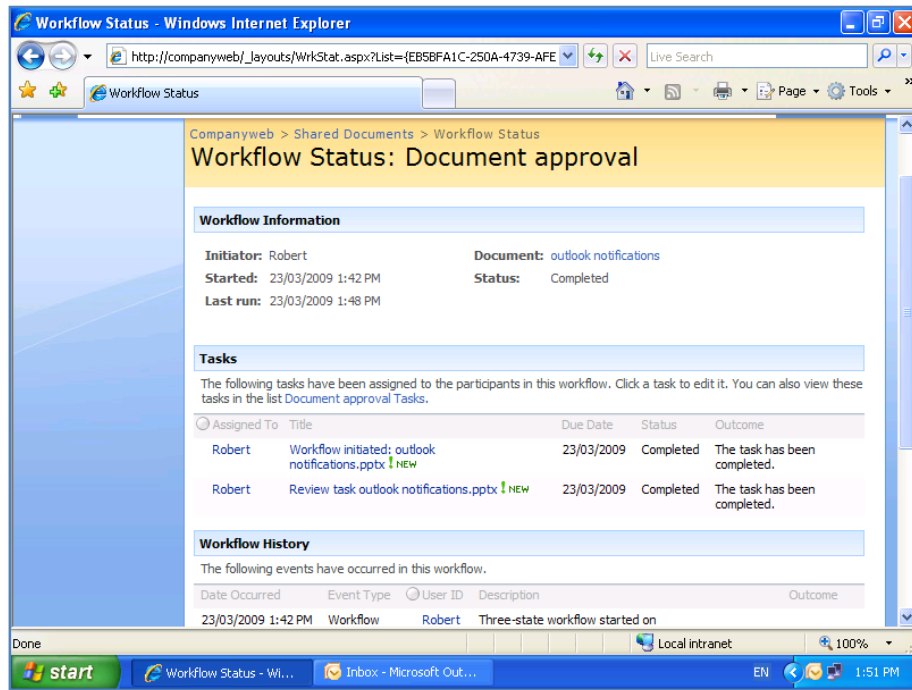 Workflow Status - Windows Internet Explorer
http://companyweb/_layouts/WrkStat.aspx?List={EB5BFA1C-250A-4739-AFE
Live Search
Workflow Status
Page
Tools
Companyweb > Shared Documents > Workflow Status
Workflow Status: Document approval
Workflow Information
Initiator: Robert Document: outlook notifications
Started: 23/03/2009 1:42 PM Status: Completed
Last run: 23/03/2009 1:48 PM
Tasks
The following tasks have been assigned to the participants in this workflow. Click a task to edit it. You can also view these
tasks in the list Document approval Tasks.
Assigned To Title Due Date Status Outcome
Robert Workflow initiated: outlook 23/03/2009 Completed The task has been
notifications.pptx ! NEW completed.
Robert Review task outlook notifications.pptx ! NEW 23/03/2009 Completed The task has been
completed.
Workflow History
The following events have occurred in this workflow.
Date Occurred Event Type User ID Description Outcome
23/03/2009 1:42 PM Workflow Robert Three-state workflow started on
Done Local intranet 100%
start Workflow Status - Wi... Inbox - Microsoft Out... EN 1:51 PM